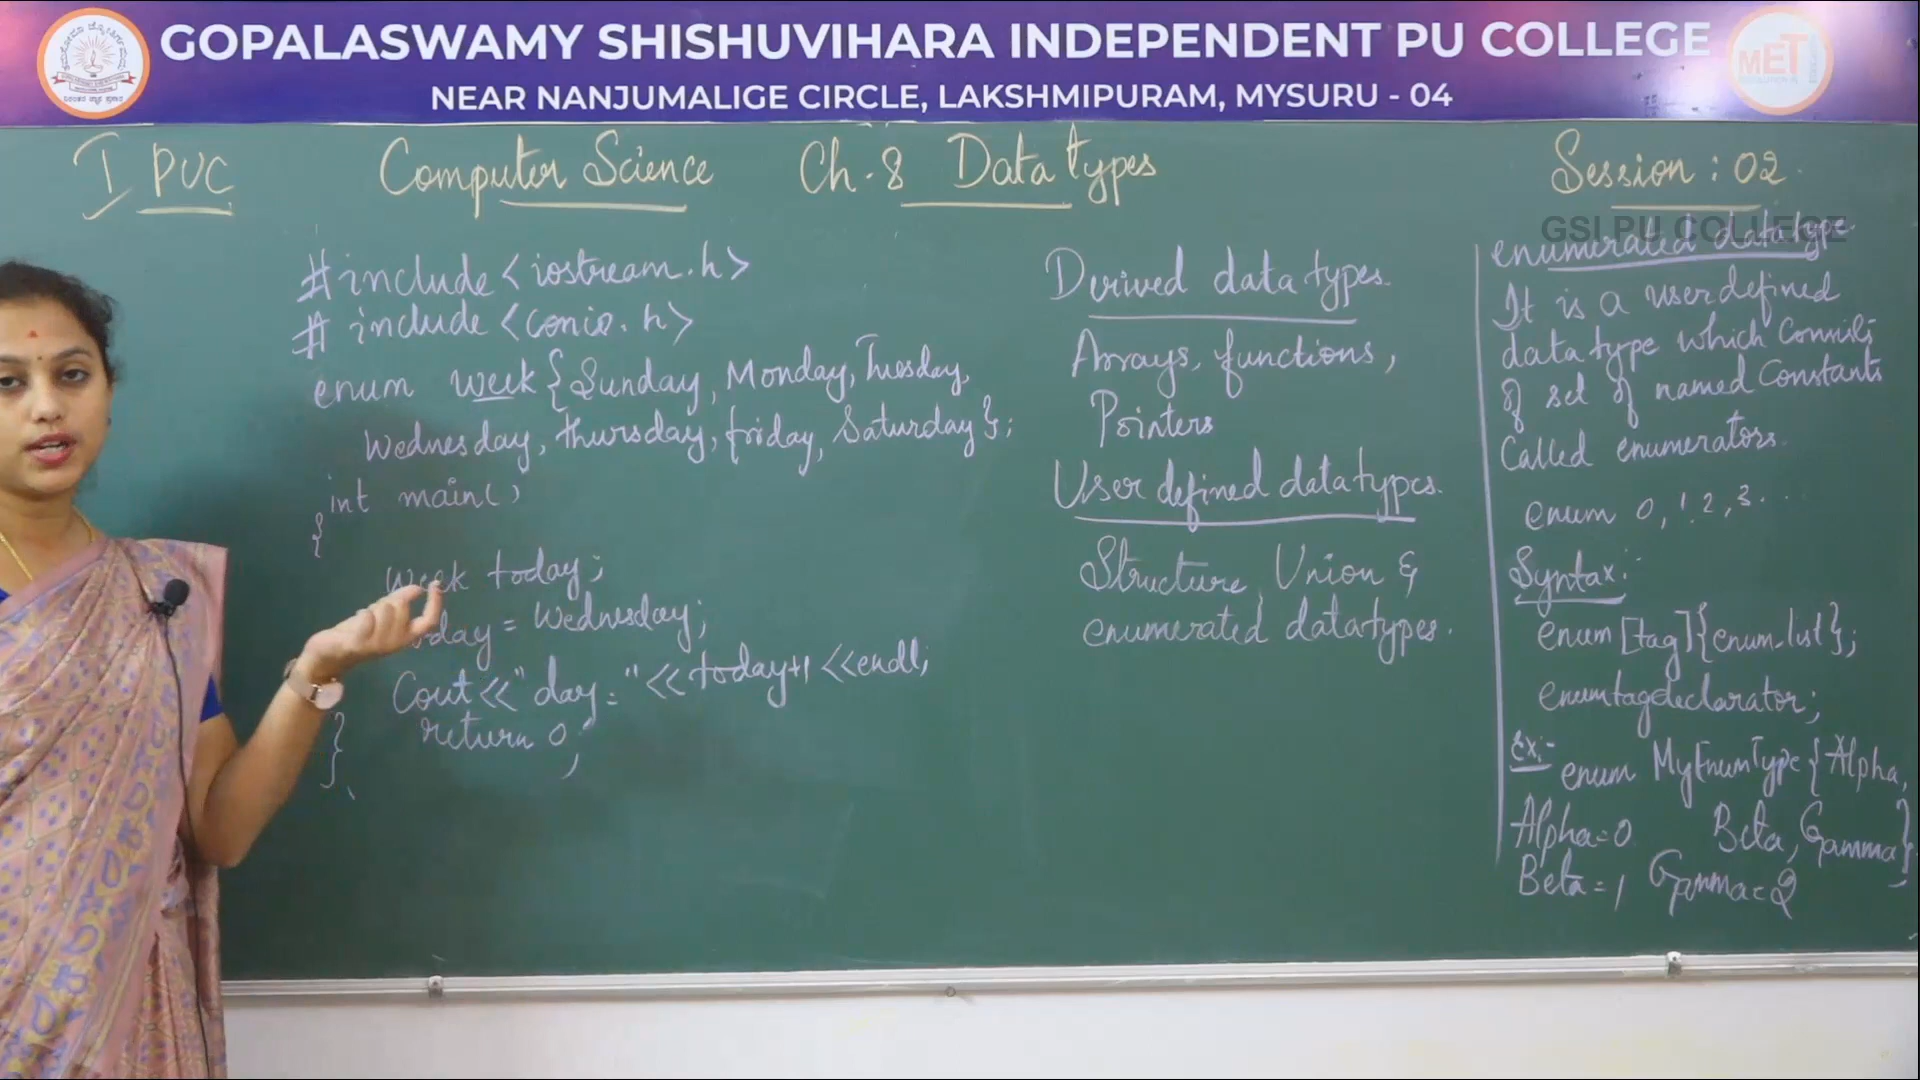 GOPALASWAMY SHISHUVIHARA INDEPENDENT PU COLLEGE
NEAR NANJUMALIGE CIRCLE, LAKSHMIPURAM, MYSURU - 04
MET
I PUC Computer Science Ch.8 Data types Session : 02.
GSI PU COLLEGE
#include <iostream.h>
# include <conio.h>
enum week {Sunday, Monday, Tuesday,
Wednesday, thursday, friday, Saturday};
int main()
{
Week today;
= Wednesday;
Cout<<"day="<<today+1<<endl;
return 0;
}
Derived data types.
Arrays, functions,
Pointers
User defined datatypes.
Structure, Union &
enumerated datatypes.
enumerated datatype
It is a userdefined
datatype which
of set of named Constants
Called enumerators.
enum 0, 1, 2, 3...
Syntax:-
enum[tag]{enum-list};
enumtagdeclarator;
Ex:- enum MyEnumType {Alpha,
Beta, Gamma}
Alpha=0
Beta=1, Gamma=2